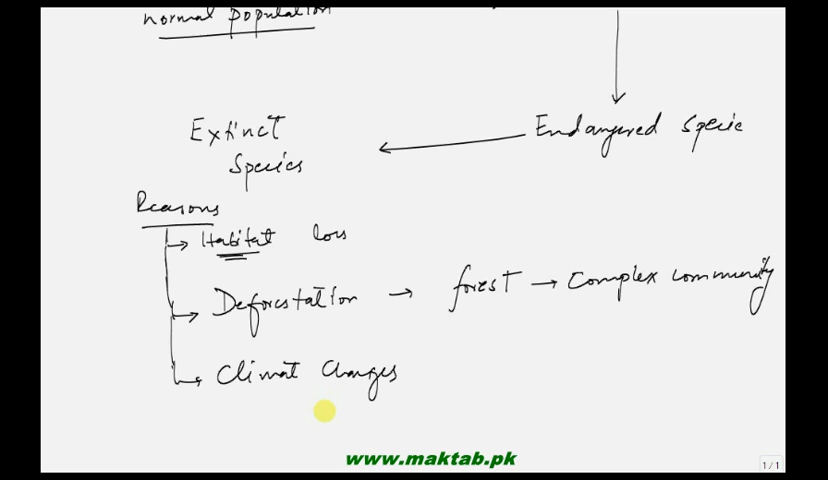 normal population
Endangered Specie
Extinct
Species
Reasons
Habitat loss
Deforestation → forest → Complex community
Climat Changes
www.maktab.pk
1/1